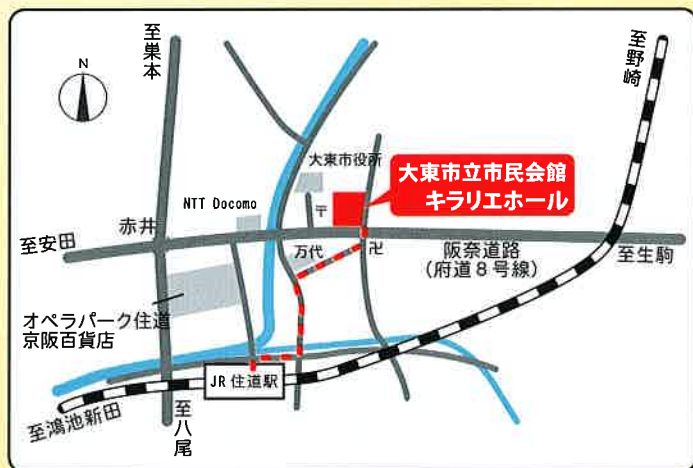 至巣本
至野崎
N
大東市役所
大東市立市民会館
キラリエホール
NTT Docomo
〒
赤井
至安田
万代
卍
阪奈道路
(府道8号線)
至生駒
オペラパーク住道
京阪百貨店
JR 住道駅
至鴻池新田
至八尾